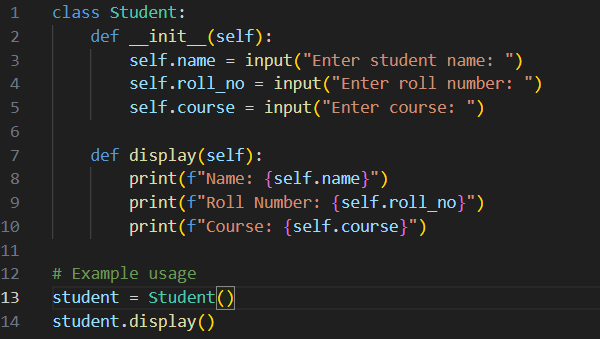 1 class Student:
2     def __init__(self):
3         self.name = input("Enter student name: ")
4         self.roll_no = input("Enter Roll number: ")
5         self.course = input("Enter course: ")
6
7     def display(self):
8         print(f"Name: {self.name}")
9         print(f"Roll Number: {self.roll_no}")
10         print(f"Course: {self.course}")
11
12 # Example usage
13 student = Student()
14 student.display()